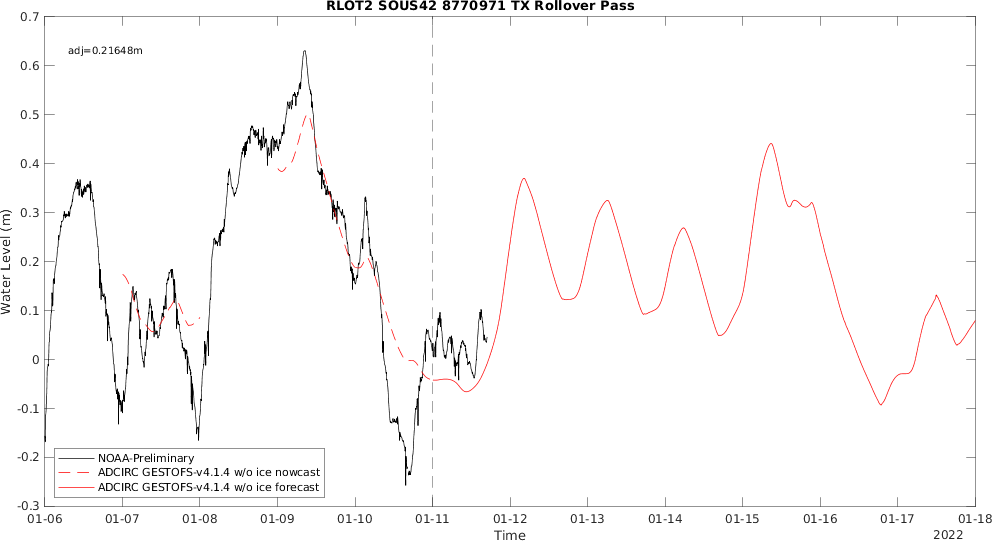 RLOT2 SOUS42 8770971 TX Rollover Pass
adj=0.21648m
Water Level (m)
0.7
0.6
0.5
0.4
0.3
0.2
0.1
0
-0.1
-0.2
-0.3
NOAA-Preliminary
ADCIRC GESTOFS-v4.1.4 w/o ice nowcast
ADCIRC GESTOFS-v4.1.4 w/o ice forecast
01-06 01-07 01-08 01-09 01-10 01-11 01-12 01-13 01-14 01-15 01-16 01-17 01-18
Time
2022